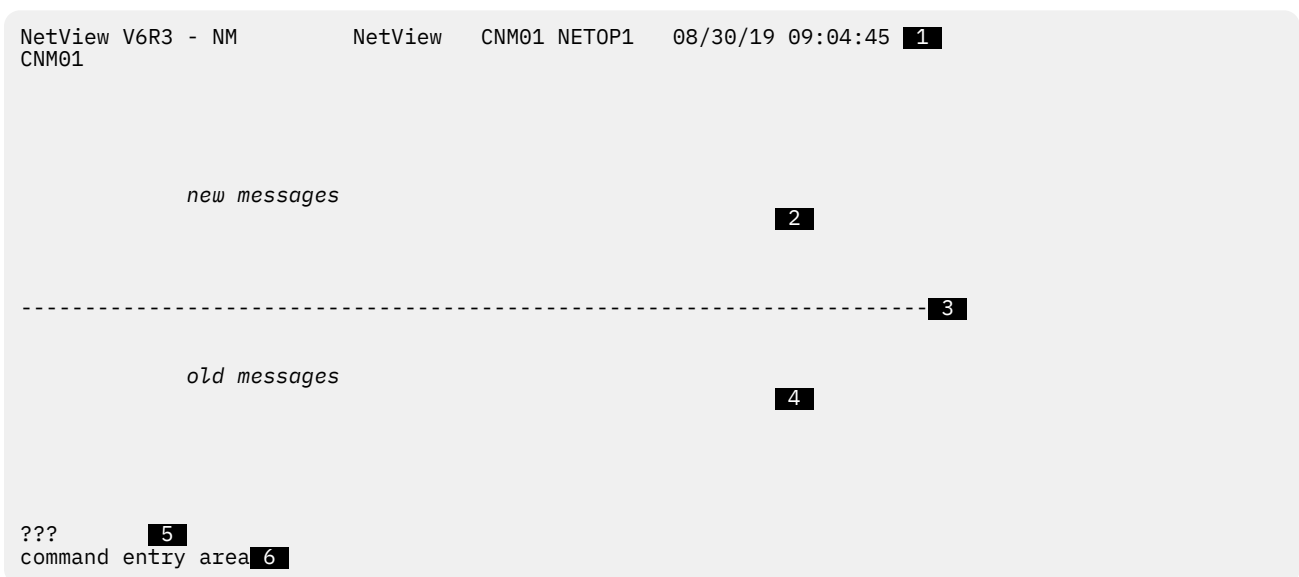 NetView V6R3 - NM NetView CNM01 NETOP1 08/30/19 09:04:45 1
CNM01
new messages
2
------------------------------------------------------------------------ 3
old messages
4
??? 5
command entry area 6